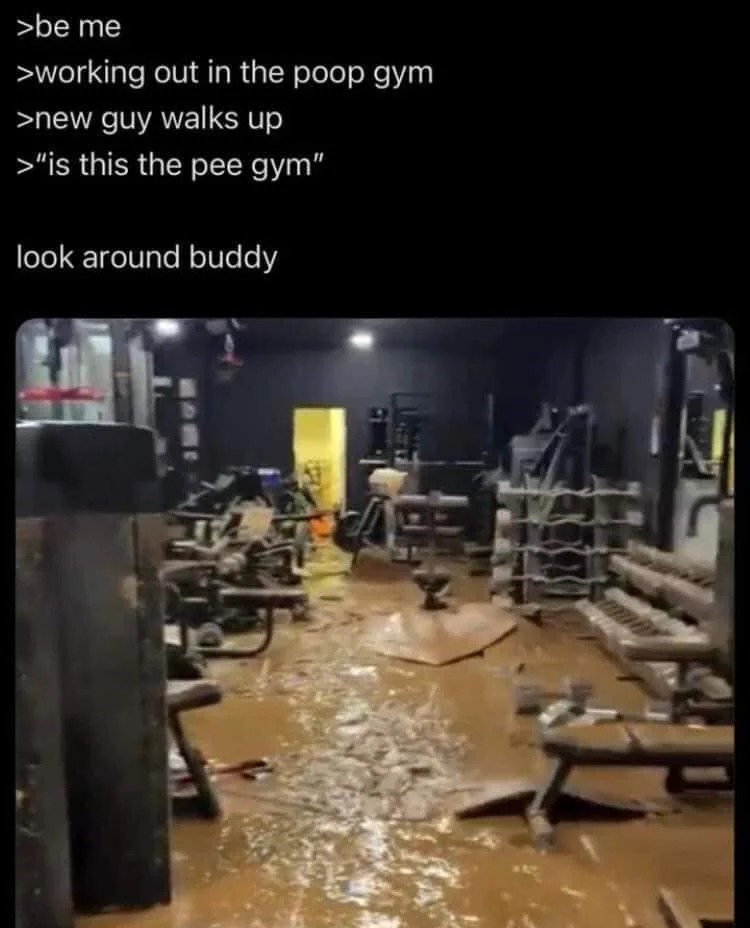 >be me
>working out in the poop gym
>new guy walks up
>"is this the pee gym"
look around buddy